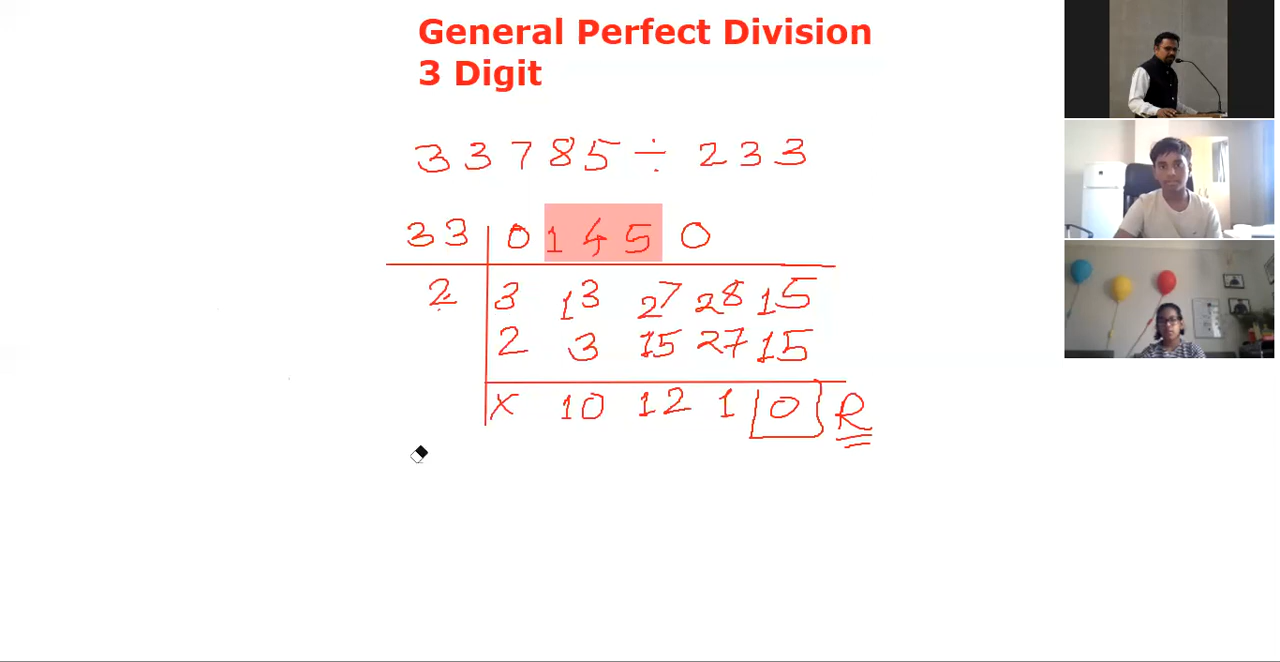 General Perfect Division
3 Digit
33785 ÷ 233
33 0 1 4 5 0
2 3 13 27 28 15
2 3 15 27 15
x 10 12 1 0 R